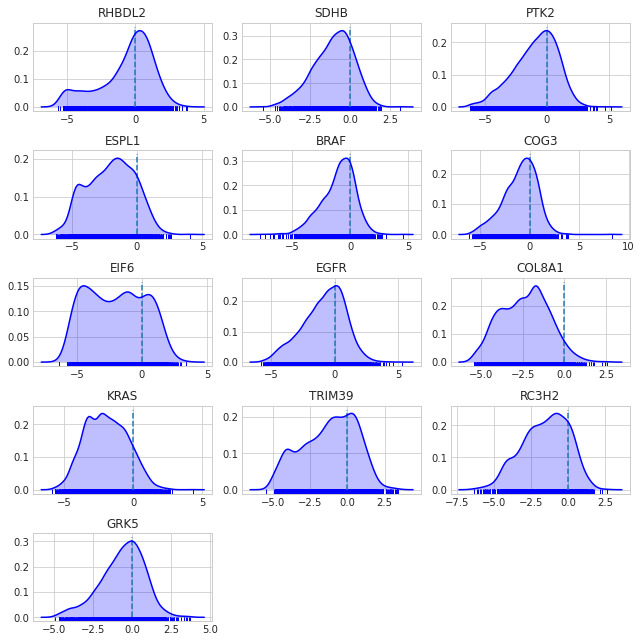 RHBDL2 SDHB PTK2
0.2 0.3 0.2
0.1 0.2 0.1
0.0 0.1 0.0
0.0
−5 0 5 −5.0 −2.5 0.0 2.5 −5 0 5
ESPL1 BRAF COG3
0.2 0.3 0.2
0.1 0.2 0.1
0.0 0.1 0.0
0.0
−5 0 5 −5 0 5 −5 0 5 10
EIF6 EGFR COL8A1
0.15 0.2 0.2
0.10 0.1 0.1
0.05 0.0 0.0
0.00
−5 0 5 −5 0 5 −5.0 −2.5 0.0 2.5
KRAS TRIM39 RC3H2
0.2 0.2 0.2
0.1 0.1 0.1
0.0 0.0 0.0
−5 0 5 −5.0 −2.5 0.0 2.5 −7.5 −5.0 −2.5 0.0 2.5
GRK5
0.3
0.2
0.1
0.0
−5.0 −2.5 0.0 2.5 5.0